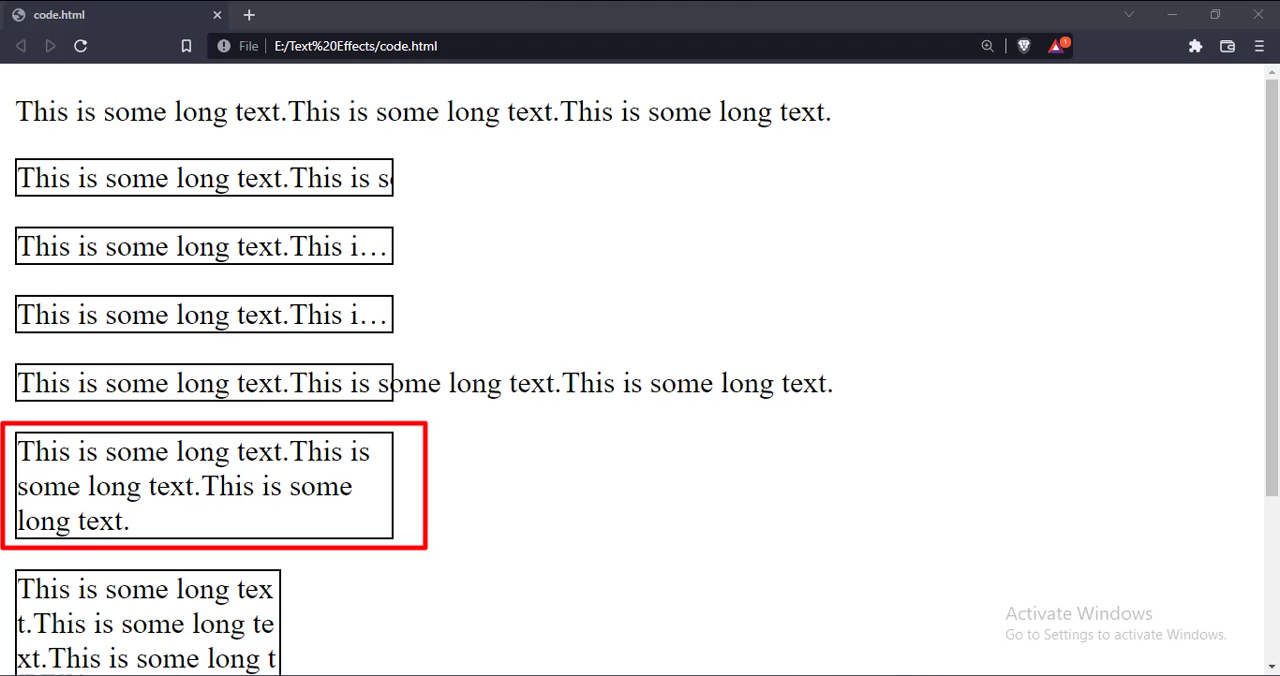 code.html
File
E:/Text%20Effects/code.html
1
This is some long text.This is some long text.This is some long text.
This is some long text.This is s
This is some long text.This i…
This is some long text.This i…
This is some long text.This is some long text.This is some long text.
This is some long text.This is
some long text.This is some
long text.
This is some long tex
t.This is some long te
xt.This is some long t
Activate Windows
Go to Settings to activate Windows.